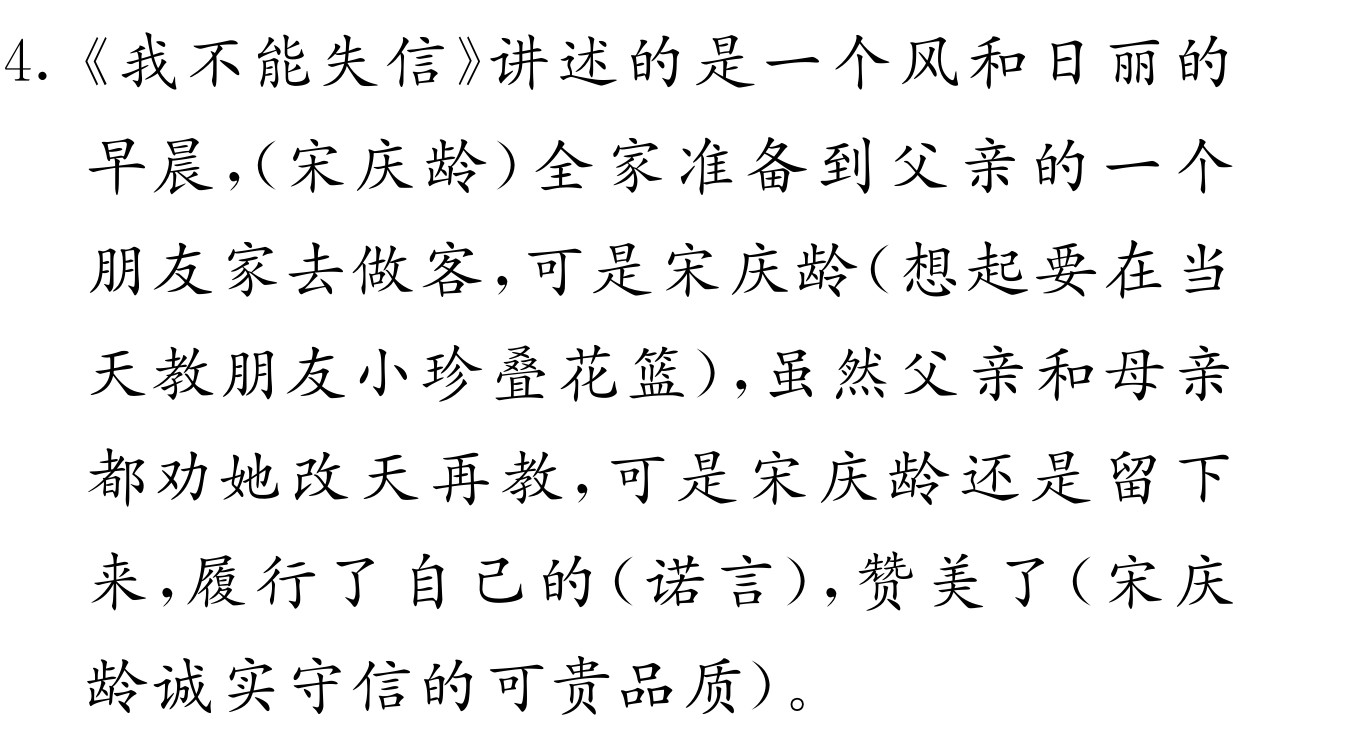 4.《我不能失信》讲述的是一个风和日丽的
早晨,(宋庆龄)全家准备到父亲的一个
朋友家去做客,可是宋庆龄(想起要在当
天教朋友小珍叠花篮),虽然父亲和母亲
都劝她改天再教,可是宋庆龄还是留下
来,履行了自己的(诺言),赞美了(宋庆
龄诚实守信的可贵品质)。